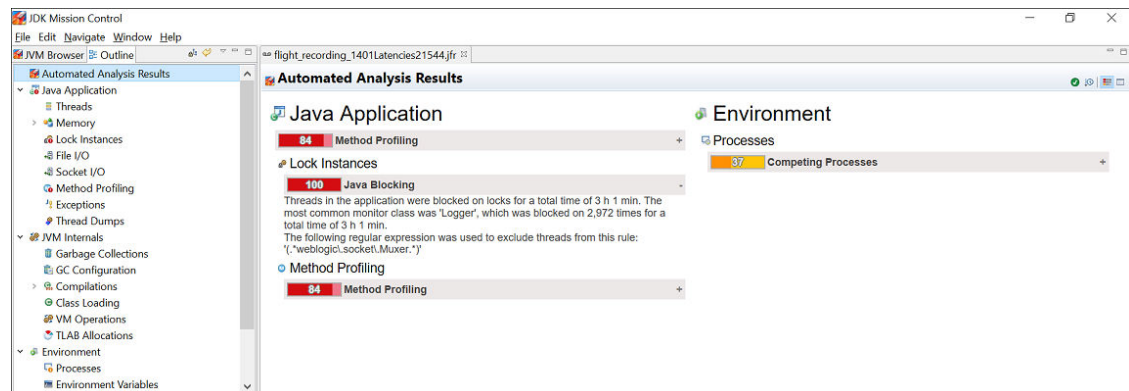 JDK Mission Control
File Edit Navigate Window Help
JVM Browser Outline
flight_recording_1401Latencies21544.jfr
Automated Analysis Results
Java Application
Threads
Memory
Lock Instances
File I/O
Socket I/O
Method Profiling
Exceptions
Thread Dumps
JVM Internals
Garbage Collections
GC Configuration
Compilations
Class Loading
VM Operations
TLAB Allocations
Environment
Processes
Environment Variables
Automated Analysis Results
Java Application
84 Method Profiling +
Lock Instances
100 Java Blocking -
Threads in the application were blocked on locks for a total time of 3 h 1 min. The
most common monitor class was 'Logger', which was blocked on 2,972 times for a
total time of 3 h 1 min.
The following regular expression was used to exclude threads from this rule:
'(.*weblogic\.socket\.Muxer.*)'
Method Profiling
84 Method Profiling +
Environment
Processes
37 Competing Processes +